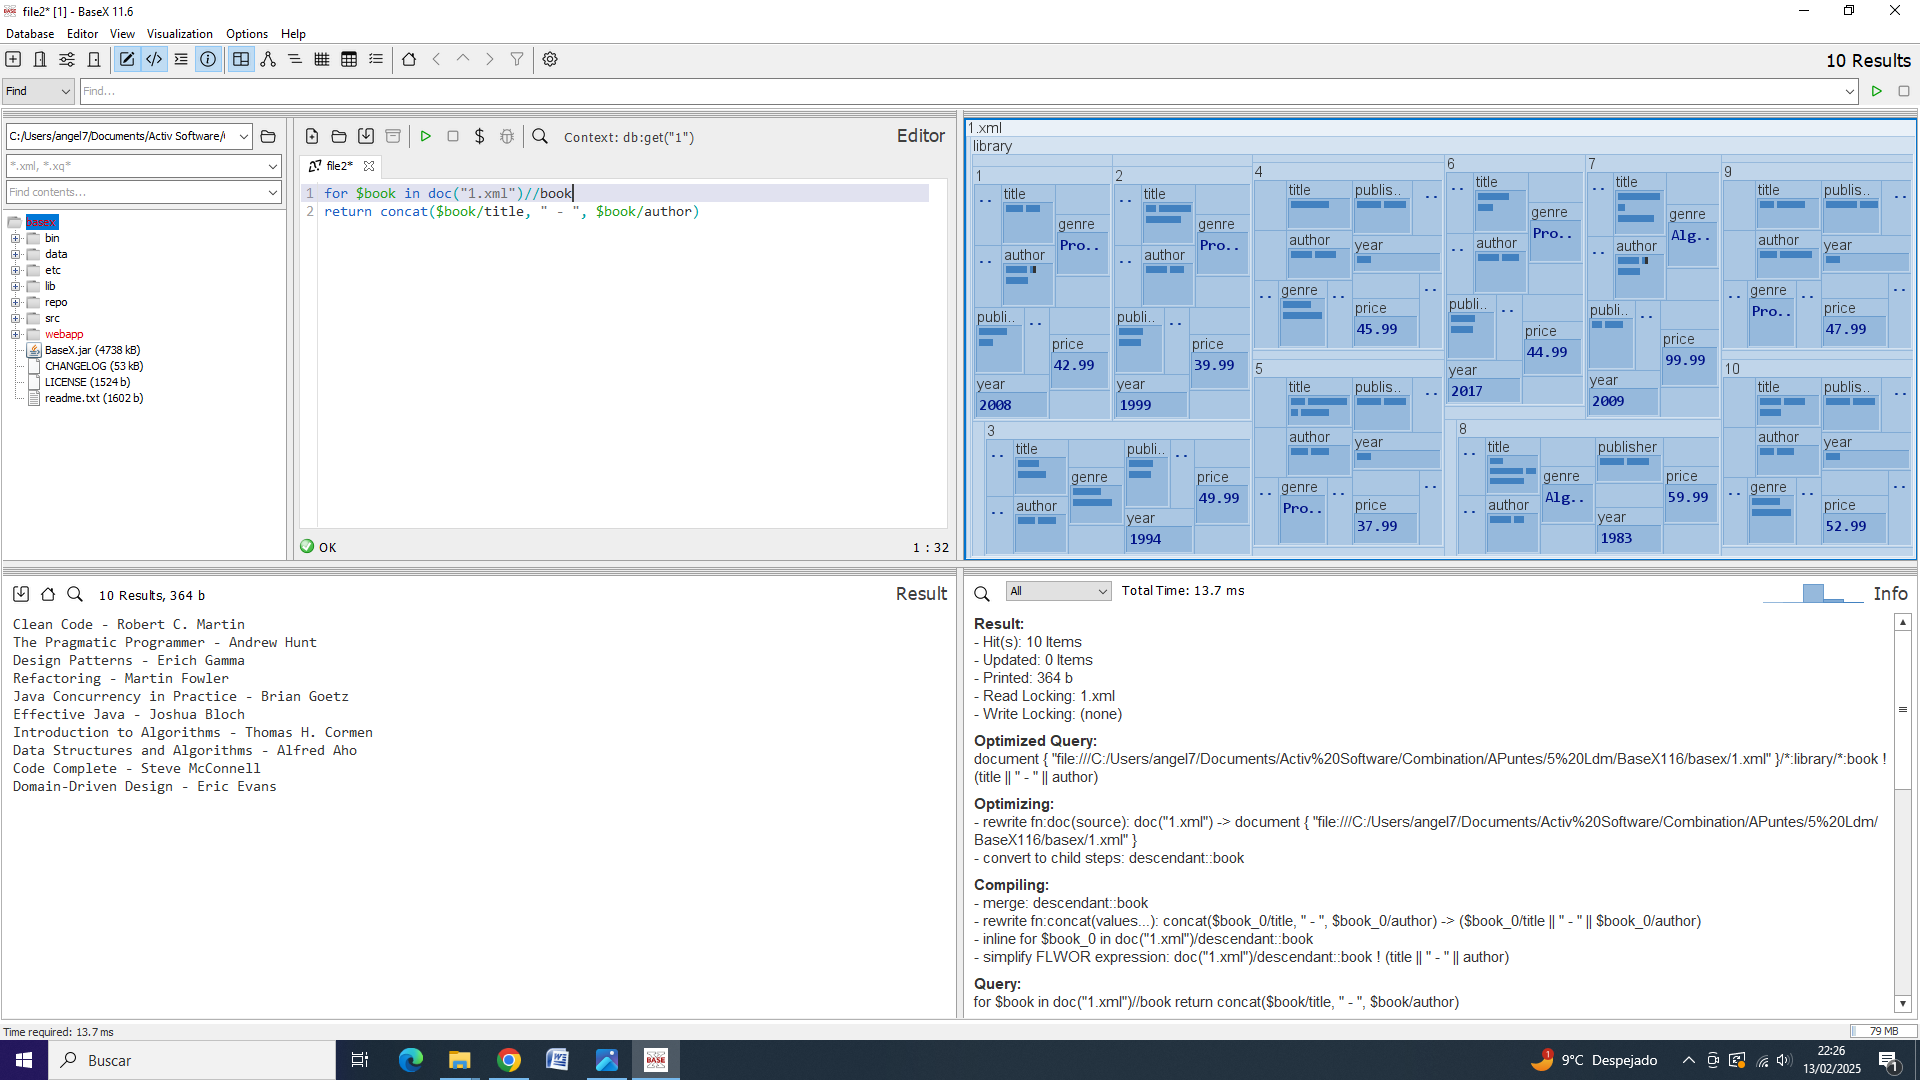 file2* [1] - BaseX 11.6
Database Editor View Visualization Options Help
10 Results
Find
Find...
C:/Users/angel7/Documents/Activ Software/
*.xml, *.xq*
Find contents...
basex
bin
data
etc
lib
repo
src
webapp
BaseX.jar (4738 kB)
CHANGELOG (53 kB)
LICENSE (1524 b)
readme.txt (1602 b)
Context: db:get("1")
Editor
file2*
1 for $book in doc("1.xml")//book
2 return concat($book/title, " - ", $book/author)
OK
1 : 32
1.xml
library
1
title
genre
Pro..
author
publi..
price
42.99
year
2008
2
title
genre
Pro..
author
publi..
price
39.99
year
1999
3
title
publi..
genre
price
49.99
author
year
1994
4
title
publis..
author
year
genre
price
45.99
5
title
publis..
author
year
genre
Pro..
price
37.99
6
title
genre
Pro..
author
publi..
price
44.99
year
2017
7
title
genre
Alg..
author
publi..
price
99.99
year
2009
8
title
publisher
genre
Alg..
price
59.99
author
year
1983
9
title
publis..
author
year
genre
Pro..
price
47.99
10
title
publis..
author
year
genre
price
52.99
10 Results, 364 b
Result
Clean Code - Robert C. Martin
The Pragmatic Programmer - Andrew Hunt
Design Patterns - Erich Gamma
Refactoring - Martin Fowler
Java Concurrency in Practice - Brian Goetz
Effective Java - Joshua Bloch
Introduction to Algorithms - Thomas H. Cormen
Data Structures and Algorithms - Alfred Aho
Code Complete - Steve McConnell
Domain-Driven Design - Eric Evans
All
Total Time: 13.7 ms
Info
Result:
- Hit(s): 10 Items
- Updated: 0 Items
- Printed: 364 b
- Read Locking: 1.xml
- Write Locking: (none)
Optimized Query:
document { "file:///C:/Users/angel7/Documents/Activ%20Software/Combination/APuntes/5%20Ldm/BaseX116/basex/1.xml" }/*:library/*:book !
(title || " - " || author)
Optimizing:
- rewrite fn:doc(source): doc("1.xml") -> document { "file:///C:/Users/angel7/Documents/Activ%20Software/Combination/APuntes/5%20Ldm/
BaseX116/basex/1.xml" }
- convert to child steps: descendant::book
Compiling:
- merge: descendant::book
- rewrite fn:concat(values...): concat($book_0/title, " - ", $book_0/author) -> ($book_0/title || " - " || $book_0/author)
- inline for $book_0 in doc("1.xml")/descendant::book
- simplify FLWOR expression: doc("1.xml")/descendant::book ! (title || " - " || author)
Query:
for $book in doc("1.xml")//book return concat($book/title, " - ", $book/author)
Time required: 13.7 ms
79 MB
Buscar
BASE
1
9°C Despejado
22:26
13/02/2025
1